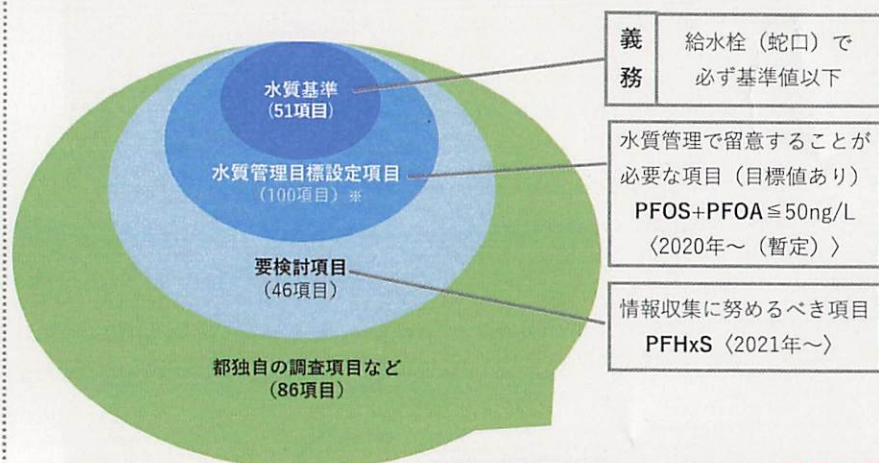 水質基準
(51項目)
水質管理目標設定項目
(100項目) ※
要検討項目
(46項目)
都独自の調査項目など
(86項目)
義務
給水栓（蛇口）で
必ず基準値以下
水質管理で留意することが
必要な項目（目標値あり）
PFOS+PFOA≦50ng/L
〈2020年～（暫定）〉
情報収集に努めるべき項目
PFHxS〈2021年～〉